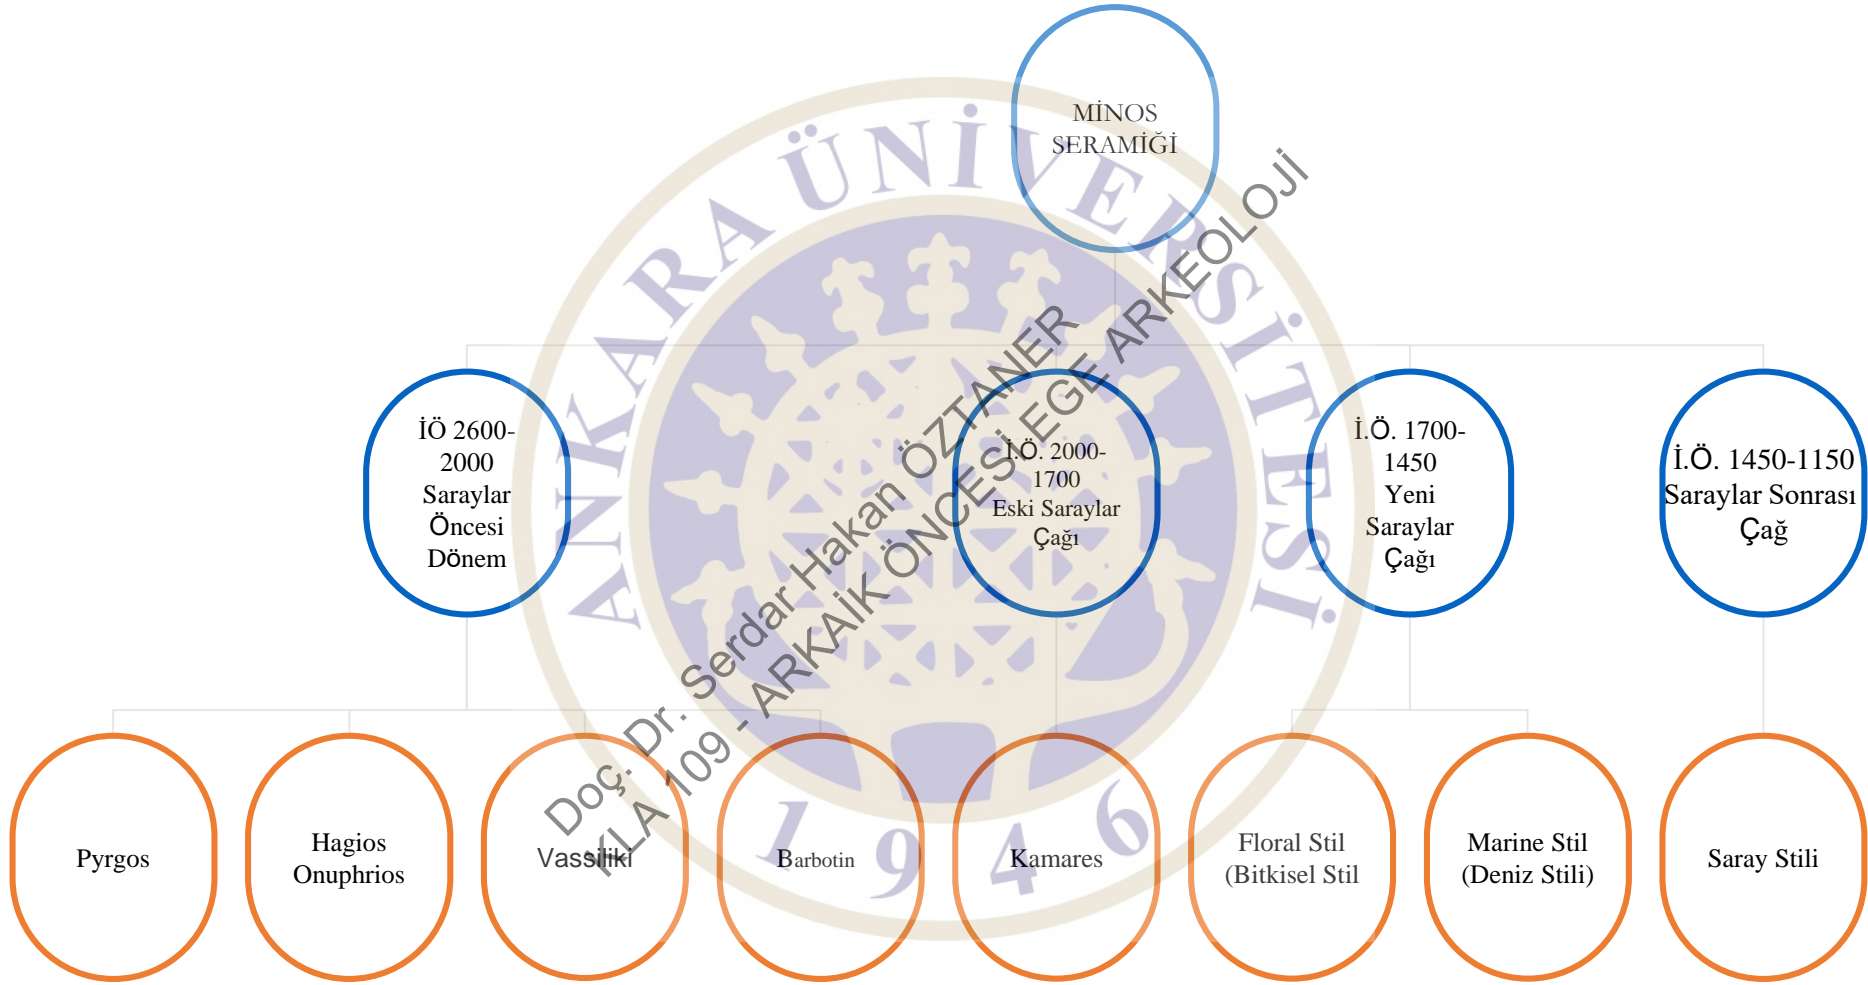 MİNOS
SERAMİĞİ
ANKARA ÜNİVERSİTESİ
1946
Doç. Dr. Serdar Hakan ÖZTANER
KLA 109 - ARKAİK ÖNCESİ EGE ARKEOLOJİ
İÖ 2600-
2000
Saraylar
Öncesi
Dönem
İ.Ö. 2000-
1700
Eski Saraylar
Çağı
İ.Ö. 1700-
1450
Yeni
Saraylar
Çağı
İ.Ö. 1450-1150
Saraylar Sonrası
Çağ
Pyrgos
Hagios
Onuphrios
Vassiliki
Barbotin
Kamares
Floral Stil
(Bitkisel Stil
Marine Stil
(Deniz Stili)
Saray Stili